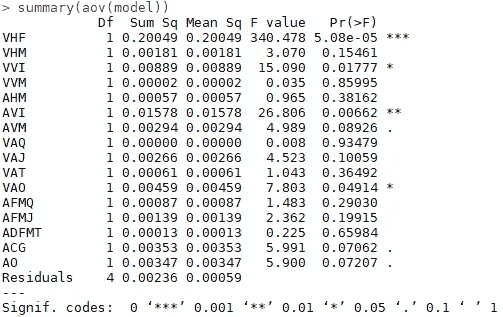 > summary(aov(model))
Df Sum Sq Mean Sq F value Pr(>F)
VHF 1 0.20049 0.20049 340.478 5.08e-05 ***
VHM 1 0.00181 0.00181 3.070 0.15461
VVI 1 0.00889 0.00889 15.090 0.01777 *
VVM 1 0.00002 0.00002 0.035 0.85995
AHM 1 0.00057 0.00057 0.965 0.38162
AVI 1 0.01578 0.01578 26.806 0.00662 **
AVM 1 0.00294 0.00294 4.989 0.08926 .
VAQ 1 0.00000 0.00000 0.008 0.93479
VAJ 1 0.00266 0.00266 4.523 0.10059
VAT 1 0.00061 0.00061 1.043 0.36492
VAO 1 0.00459 0.00459 7.803 0.04914 *
AFMQ 1 0.00087 0.00087 1.483 0.29030
AFMJ 1 0.00139 0.00139 2.362 0.19915
ADFMT 1 0.00013 0.00013 0.225 0.65984
ACG 1 0.00353 0.00353 5.991 0.07062 .
AO 1 0.00347 0.00347 5.900 0.07207 .
Residuals 4 0.00236 0.00059
---
Signif. codes: 0 ‘***’ 0.001 ‘**’ 0.01 ‘*’ 0.05 ‘.’ 0.1 ‘ ’ 1